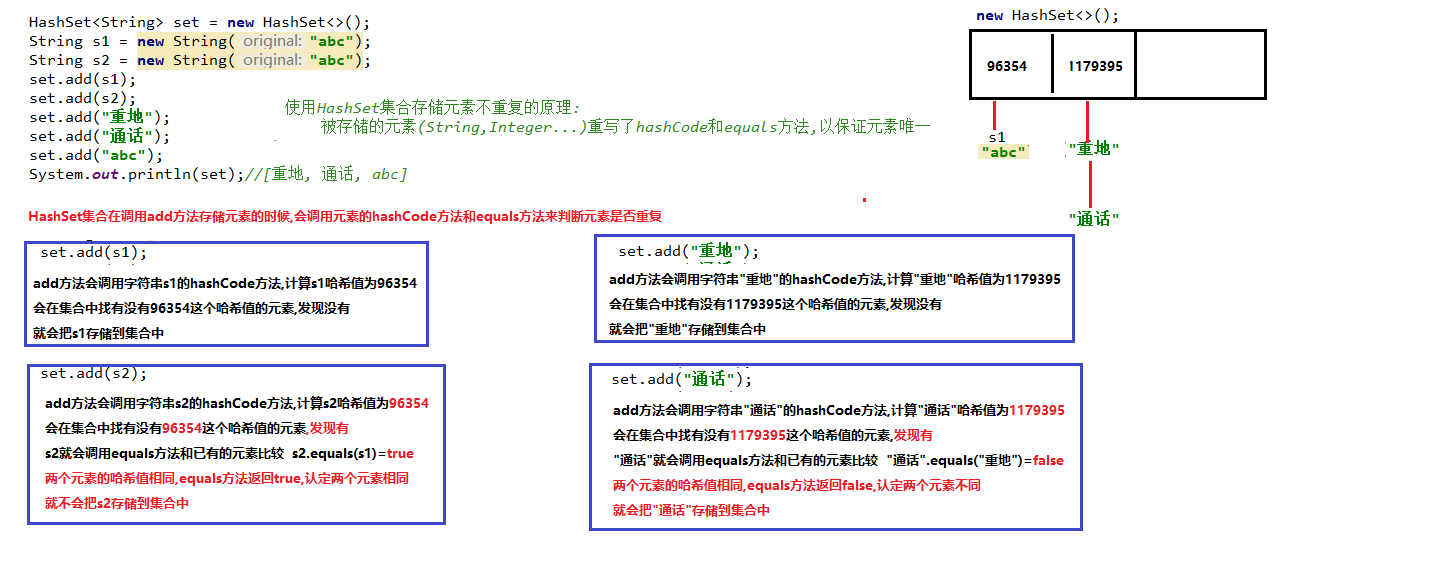 HashSet<String> set = new HashSet<>();
String s1 = new String( original: "abc");
String s2 = new String( original: "abc");
set.add(s1);
set.add(s2);
set.add("重地");
set.add("通话");
set.add("abc");
System.out.println(set);//[重地, 通话, abc]
使用HashSet集合存储元素不重复的原理:
被存储的元素(String,Integer...)重写了hashCode和equals方法,以保证元素唯一
new HashSet<>();
96354
1179395
s1
"abc"
"重地"
"通话"
HashSet集合在调用add方法存储元素的时候,会调用元素的hashCode方法和equals方法来判断元素是否重复
set.add(s1);
add方法会调用字符串s1的hashCode方法,计算s1哈希值为96354
会在集合中找有没有96354这个哈希值的元素,发现没有
就会把s1存储到集合中
set.add("重地");
add方法会调用字符串"重地"的hashCode方法,计算"重地"哈希值为1179395
会在集合中找有没有1179395这个哈希值的元素,发现没有
就会把"重地"存储到集合中
set.add(s2);
add方法会调用字符串s2的hashCode方法,计算s2哈希值为96354
会在集合中找有没有96354这个哈希值的元素,发现有
s2就会调用equals方法和已有的元素比较 s2.equals(s1)=true
两个元素的哈希值相同,equals方法返回true,认定两个元素相同
就不会把s2存储到集合中
set.add("通话");
add方法会调用字符串"通话"的hashCode方法,计算"通话"哈希值为1179395
会在集合中找有没有1179395这个哈希值的元素,发现有
"通话"就会调用equals方法和已有的元素比较 "通话".equals("重地")=false
两个元素的哈希值相同,equals方法返回false,认定两个元素不同
就会把"通话"存储到集合中